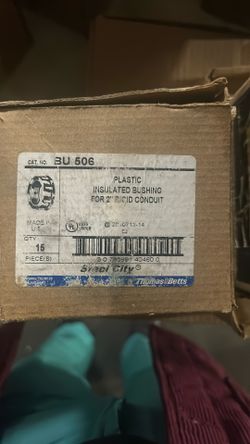 CAT. NO. BU 506
PLASTIC
INSULATED BUSHING
FOR 2" RIGID CONDUIT
MADE IN
U.S.
QTY
15
PIECE(S)
Steel City®
Thomas & Betts